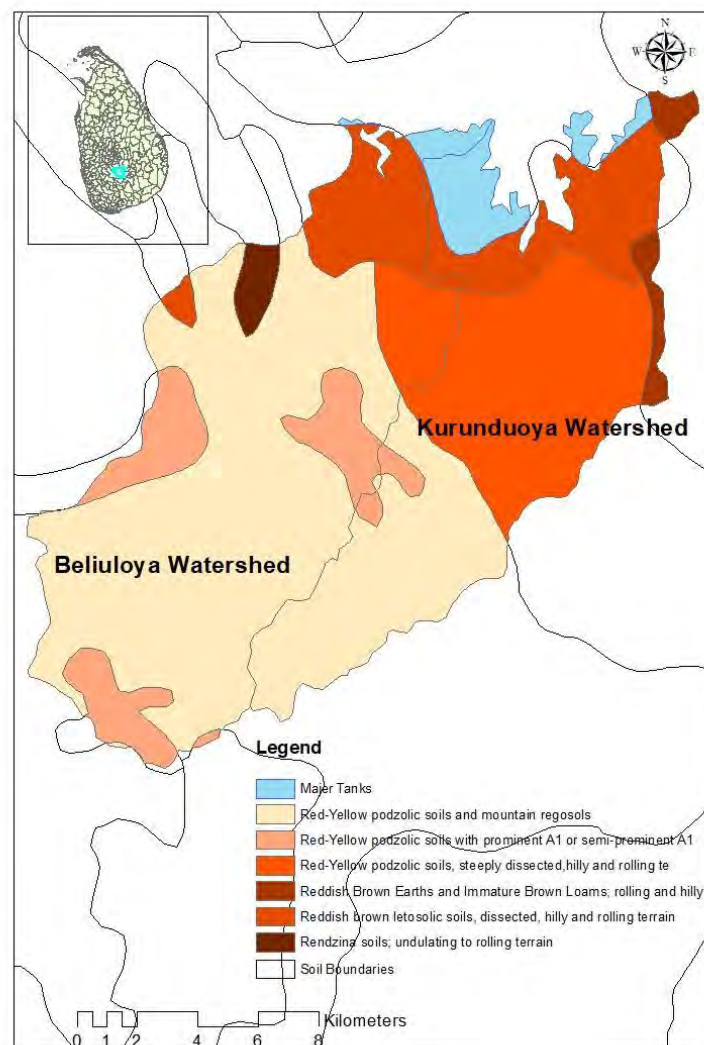 N
W E
S
Kurunduoya Watershed
Beliuloya Watershed
Legend
Majer Tanks
Red-Yellow podzolic soils and mountain regosols
Red-Yellow podzolic soils with prominent A1 or semi-prominent A1
Red-Yellow podzolic soils, steeply dissected,hilly and rolling te
Reddish Brown Earths and Immature Brown Loams; rolling and hilly
Reddish brown letosolic soils, dissected, hilly and rolling terrain
Rendzina soils; undulating to rolling terrain
Soil Boundaries
Kilometers
0 1 2 4 6 8